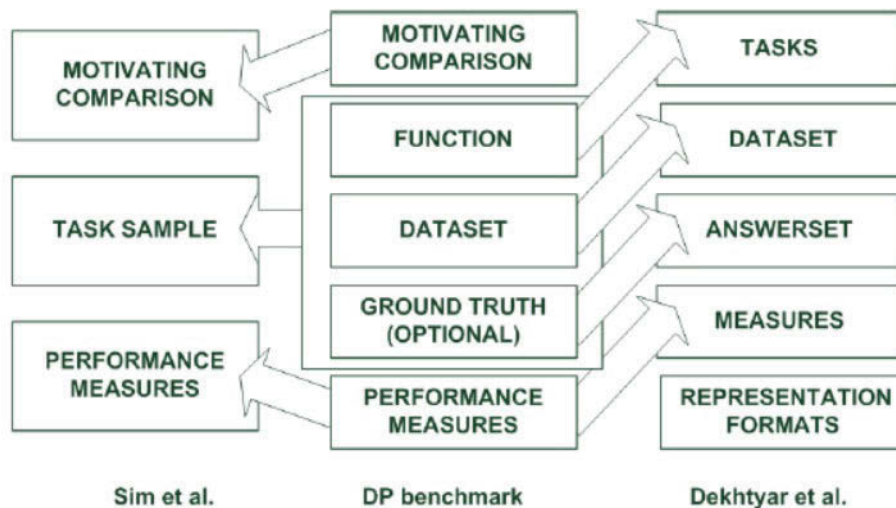 MOTIVATING
COMPARISON
TASK SAMPLE
PERFORMANCE
MEASURES
Sim et al.
MOTIVATING
COMPARISON
FUNCTION
DATASET
GROUND TRUTH
(OPTIONAL)
PERFORMANCE
MEASURES
DP benchmark
TASKS
DATASET
ANSWERSET
MEASURES
REPRESENTATION
FORMATS
Dekhtyar et al.